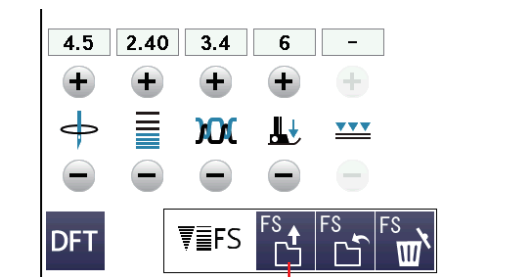 4.5 2.40 3.4 6 -
+ + + + +
- - - - -
DFT FS FS FS FS